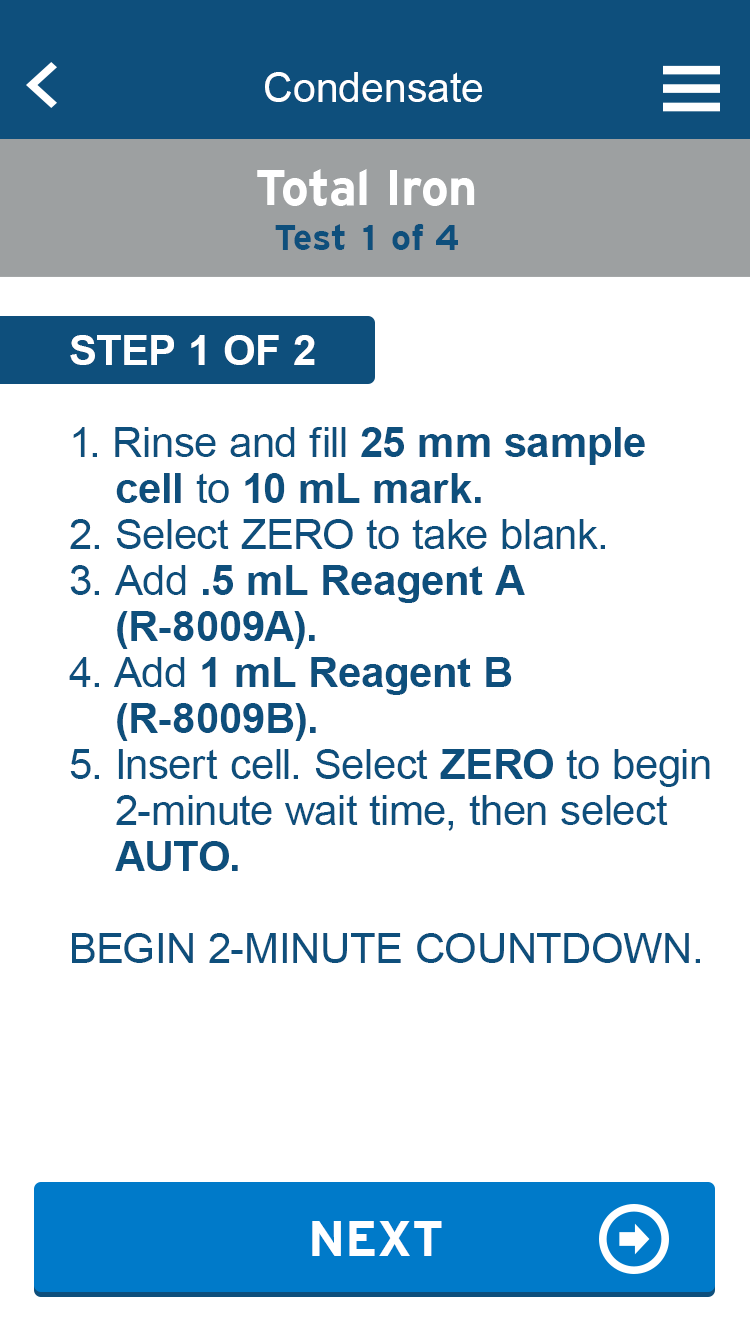 Condensate
Total Iron
Test 1 of 4
STEP 1 OF 2
1. Rinse and fill 25 mm sample
cell to 10 mL mark.
2. Select ZERO to take blank.
3. Add .5 mL Reagent A
(R-8009A).
4. Add 1 mL Reagent B
(R-8009B).
5. Insert cell. Select ZERO to begin
2-minute wait time, then select
AUTO.
BEGIN 2-MINUTE COUNTDOWN.
NEXT